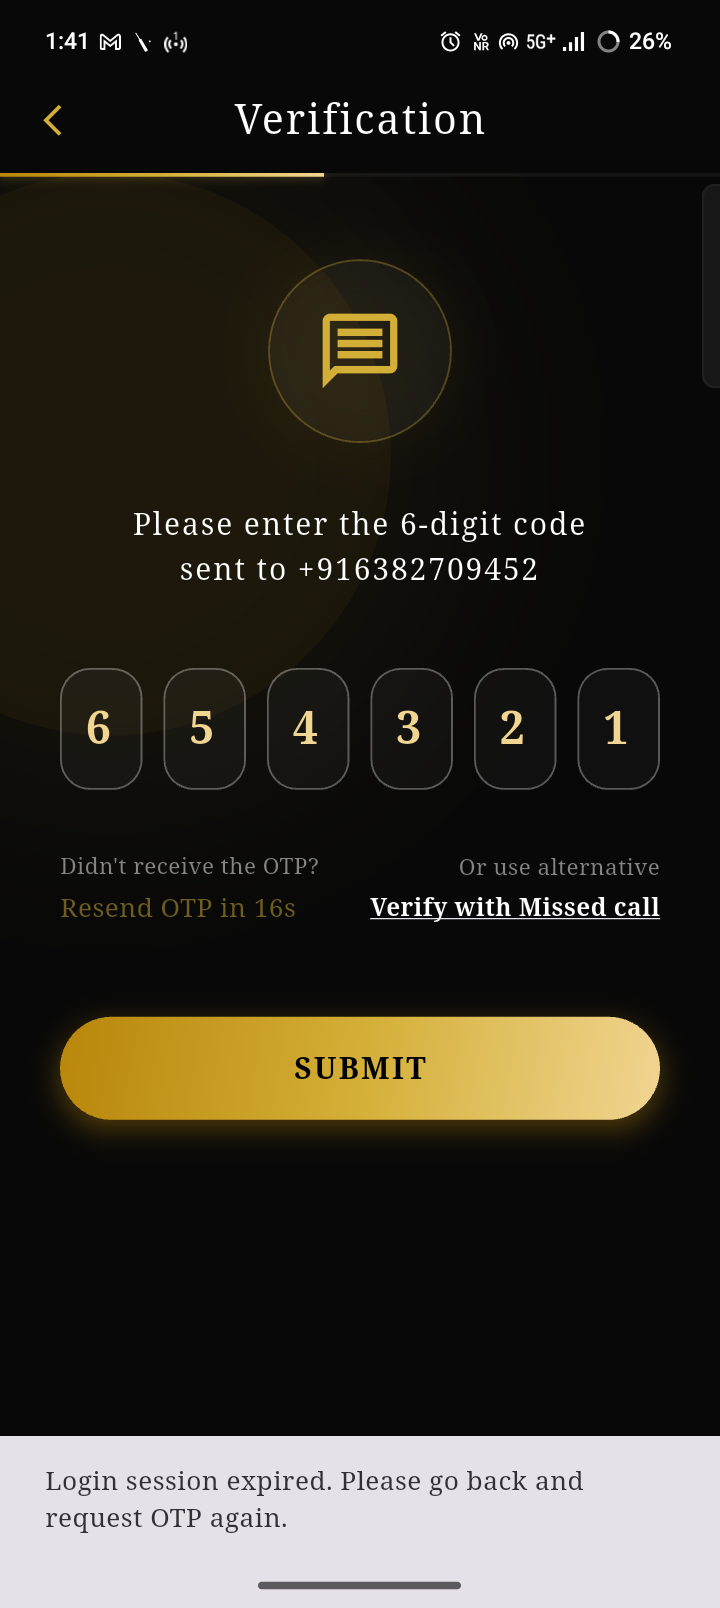 1:41
Vo NR 5G+ 26%
Verification
Please enter the 6-digit code
sent to +916382709452
6 5 4 3 2 1
Didn't receive the OTP?
Or use alternative
Resend OTP in 16s
Verify with Missed call
SUBMIT
Login session expired. Please go back and
request OTP again.